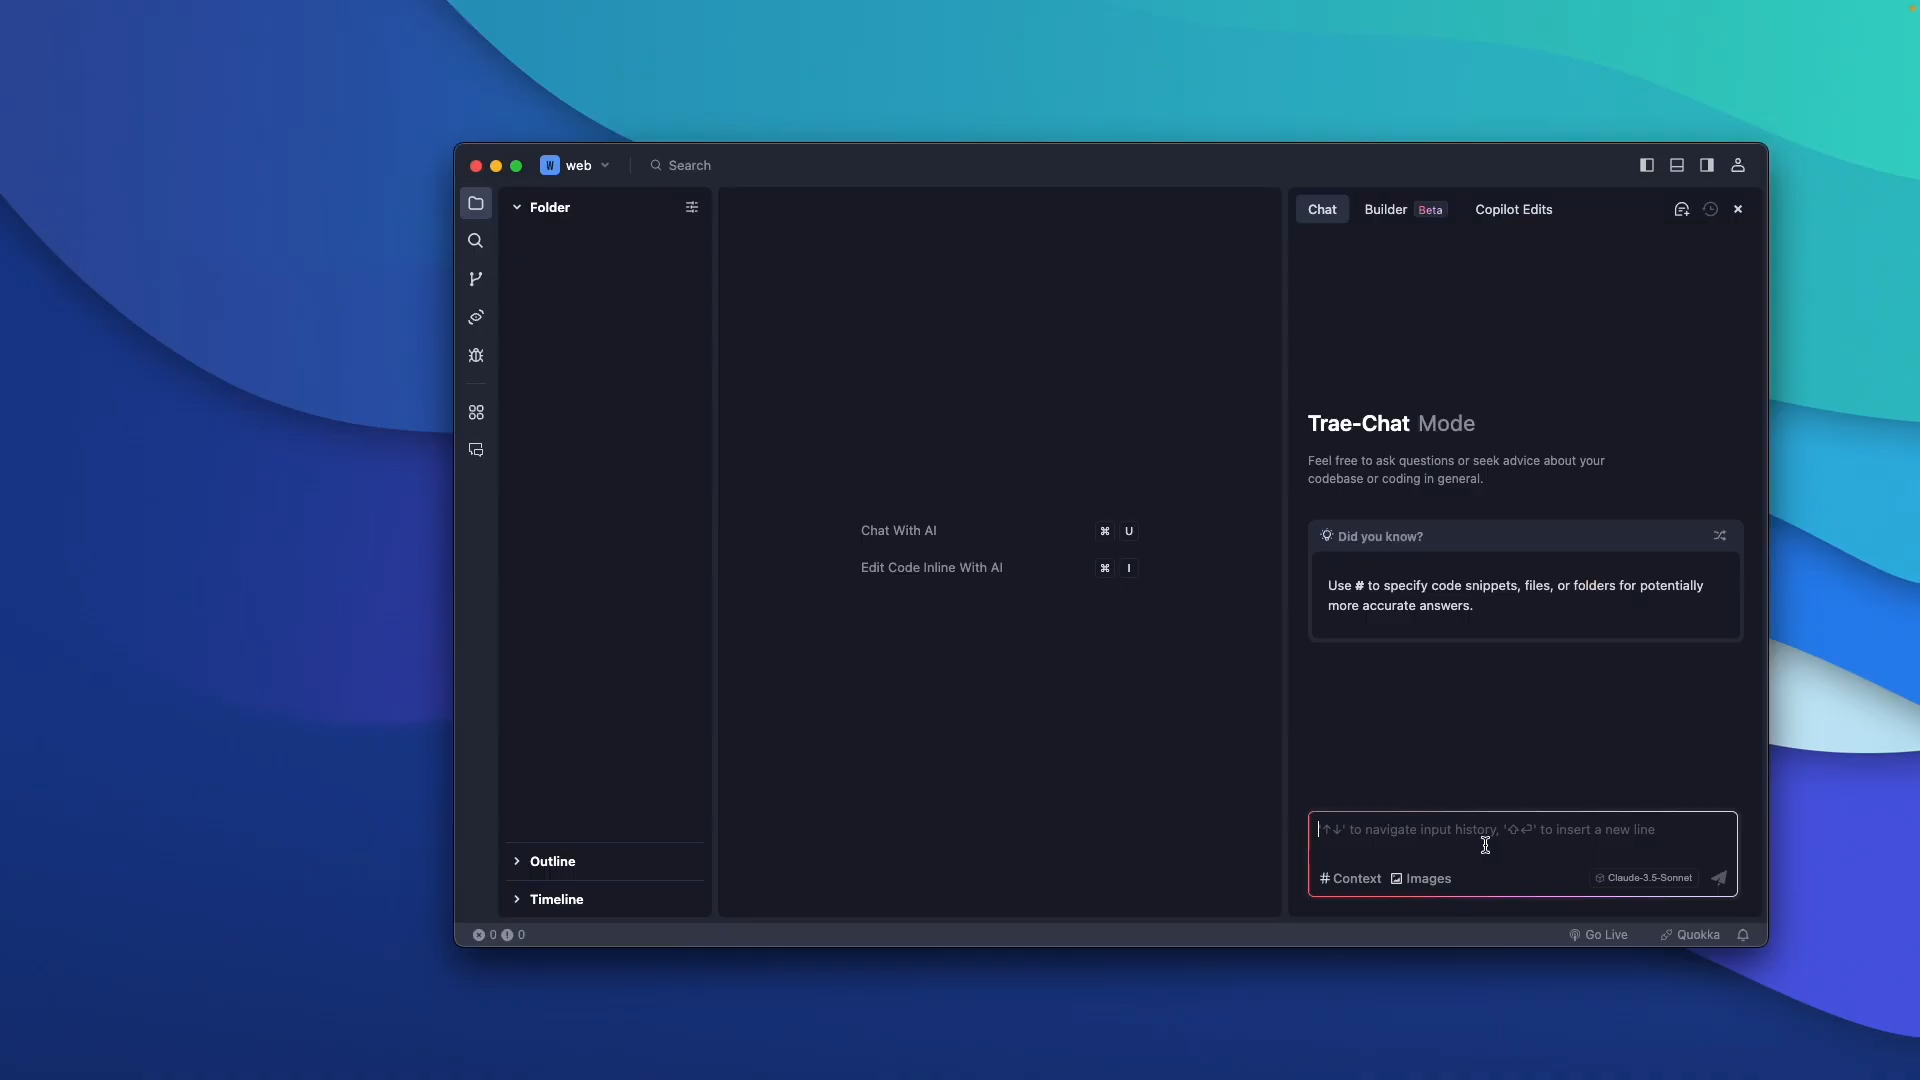 W web Search
Folder
Chat Builder Beta Copilot Edits
Trae-Chat Mode
Feel free to ask questions or seek advice about your
codebase or coding in general.
Chat With AI ⌘ U
Did you know?
Edit Code Inline With AI ⌘ I
Use # to specify code snippets, files, or folders for potentially
more accurate answers.
'↑↓' to navigate input history, '⇧⏎' to insert a new line
Outline
# Context Images Claude-3.5-Sonnet
Timeline
0 0 Go Live Quokka